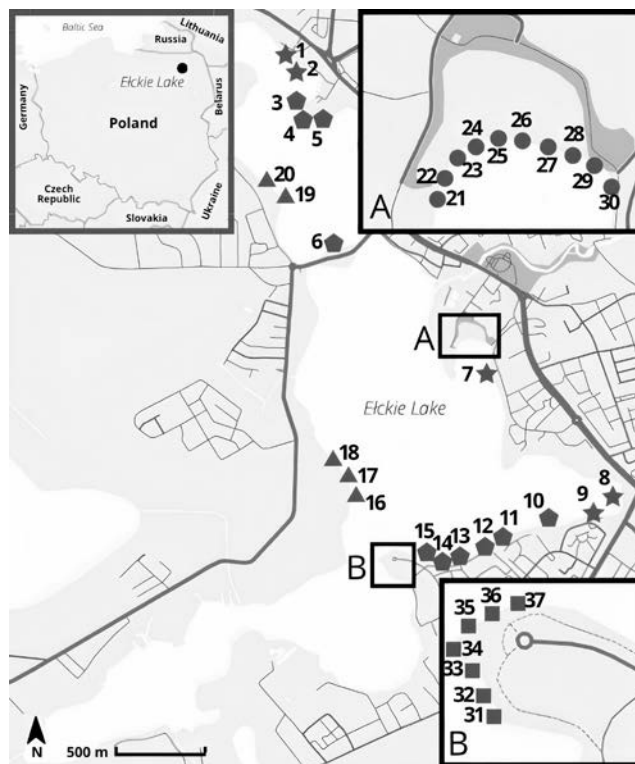 Baltic Sea
Lithuania
Russia
Ełckie Lake
Germany
Belarus
Poland
Czech
Republic
Ukraine
Slovakia
1
2
3
4
5
20
19
6
A
21
22
23
24
25
26
27
28
29
30
A
7
Ełckie Lake
18
17
16
15
14
13
12
11
10
9
8
B
37
36
35
34
33
32
31
B
N
500 m